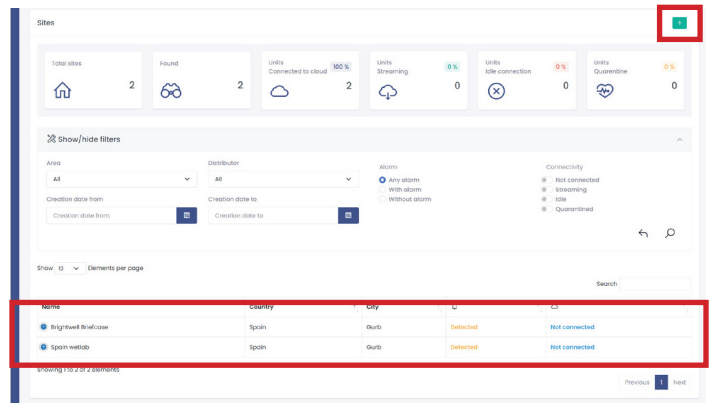 Sites
+
Total sites
2
Found
2
Units
Connected to cloud
100 %
2
Units
Streaming
0 %
0
Units
Idle connection
0 %
0
Units
Quarantine
0 %
0
Show/hide filters
Area
All
Distributor
All
Creation date from
Creation date from
Creation date to
Creation date to
Alarm
Any alarm
With alarm
Without alarm
Connectivity
Not connected
Streaming
Idle
Quarantined
Show 10 Elements per page
Search
Name Country City
Brightwell Briefcase Spain Gurb Detected Not connected
Spain wetlab Spain Gurb Detected Not connected
Showing 1 to 2 of 2 elements
Previous 1 Next